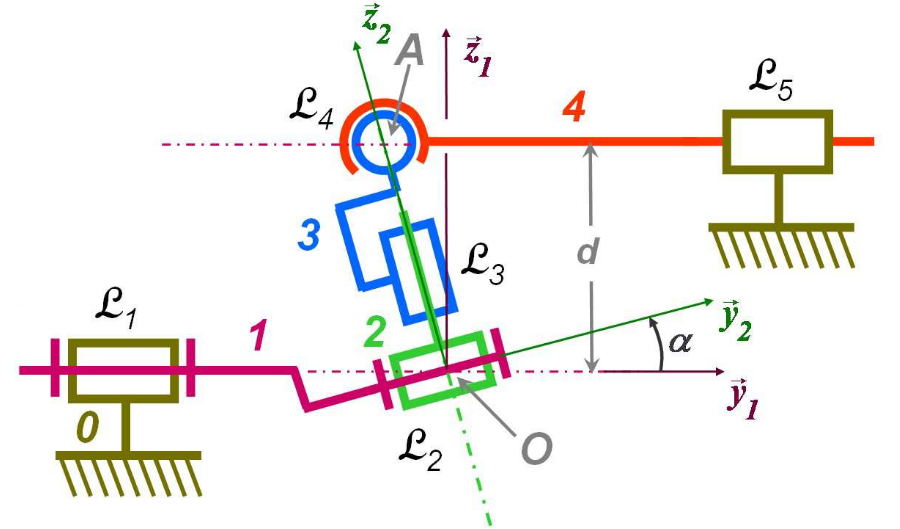 z⃗₂
A
z⃗₁
ℒ₄
4
ℒ₅
3
ℒ₃
d
ℒ₁
1
2
y⃗₂
α
y⃗₁
0
ℒ₂
O